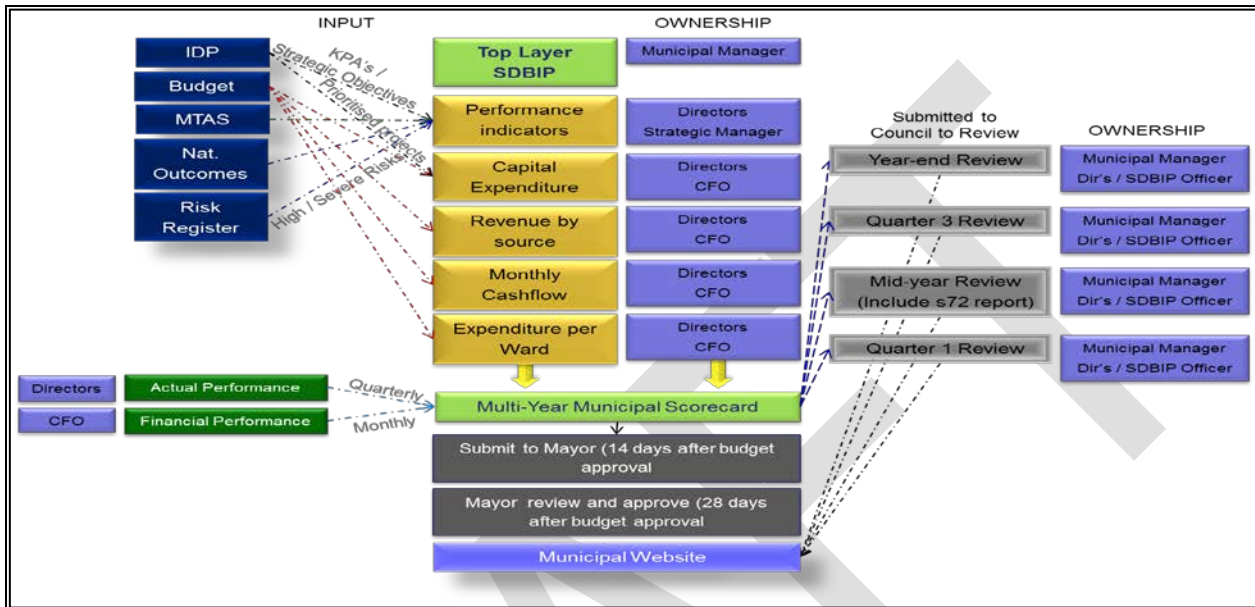 INPUT
OWNERSHIP
IDP
Budget
MTAS
Nat.
Outcomes
Risk
Register
KPA's /
Strategic Objectives
Prioritised projects
High / Severe Risks
Top Layer
SDBIP
Municipal Manager
Performance
indicators
Directors
Strategic Manager
Capital
Expenditure
Directors
CFO
Revenue by
source
Directors
CFO
Monthly
Cashflow
Directors
CFO
Expenditure per
Ward
Directors
CFO
Submitted to
Council to Review
OWNERSHIP
Year-end Review
Municipal Manager
Dir's / SDBIP Officer
Quarter 3 Review
Municipal Manager
Dir's / SDBIP Officer
Mid-year Review
(Include s72 report)
Municipal Manager
Dir's / SDBIP Officer
Quarter 1 Review
Municipal Manager
Dir's / SDBIP Officer
Directors
Actual Performance
Quarterly
CFO
Financial Performance
Monthly
Multi-Year Municipal Scorecard
Submit to Mayor (14 days after budget
approval
Mayor review and approve (28 days
after budget approval
Municipal Website